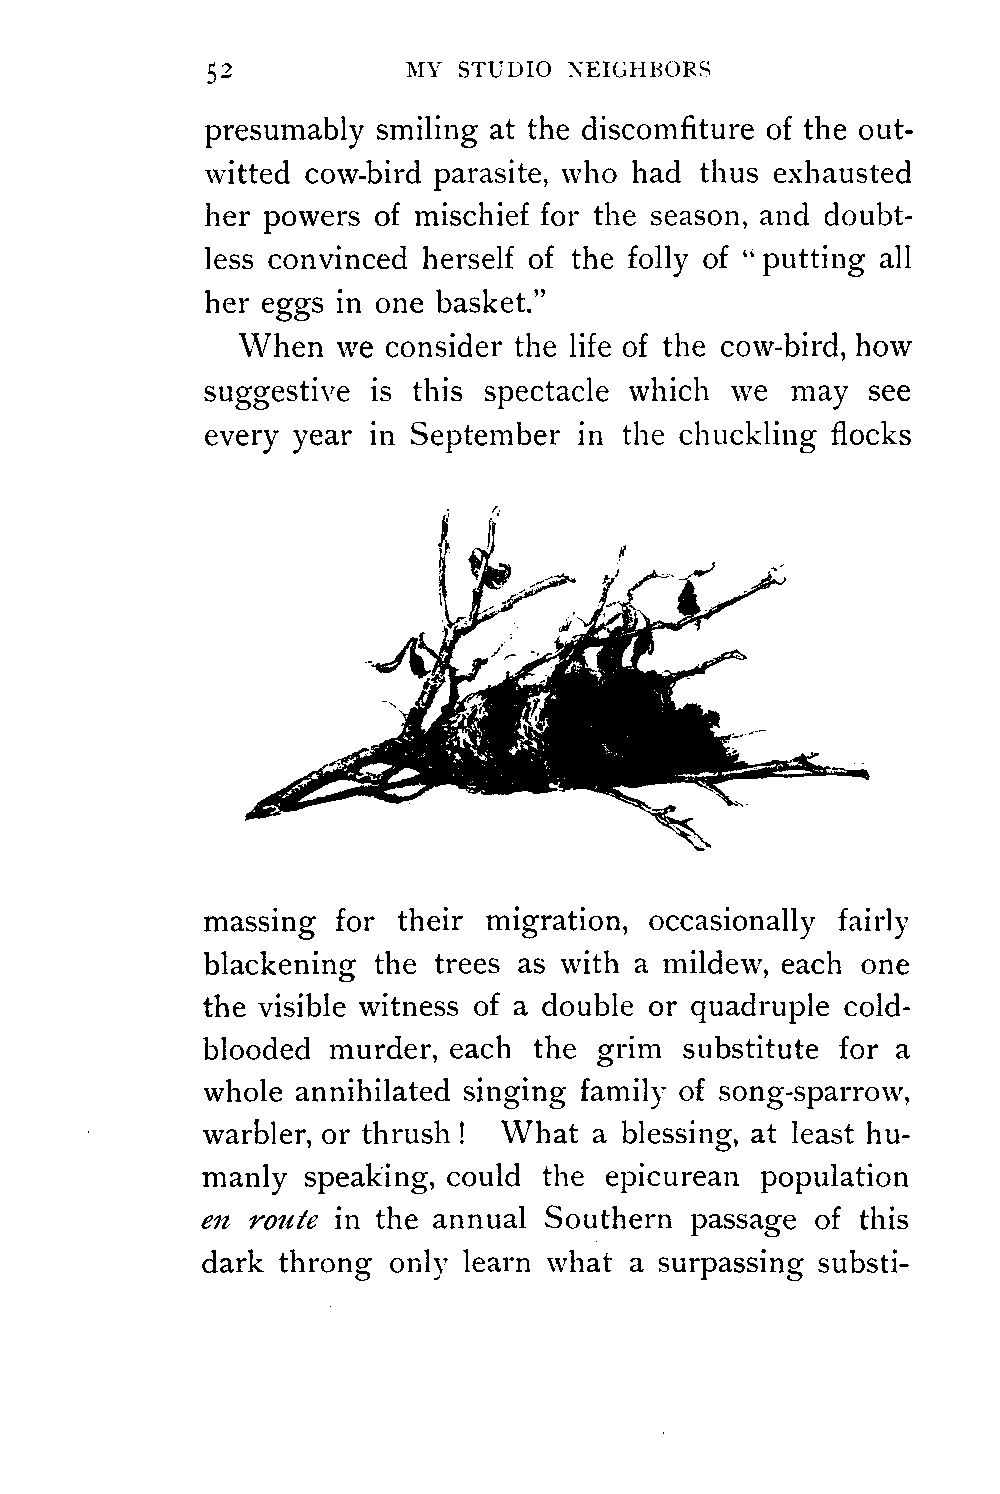 52 MY STUDIO NEIGHBORS
presumably smiling at the discomfiture of the out-
witted cow-bird parasite, who had thus exhausted
her powers of mischief for the season, and doubt-
less convinced herself of the folly of “putting all
her eggs in one basket.”
When we consider the life of the cow-bird, how
suggestive is this spectacle which we may see
every year in September in the chuckling flocks
massing for their migration, occasionally fairly
blackening the trees as with a mildew, each one
the visible witness of a double or quadruple cold-
blooded murder, each the grim substitute for a
whole annihilated singing family of song-sparrow,
warbler, or thrush! What a blessing, at least hu-
manly speaking, could the epicurean population
en route in the annual Southern passage of this
dark throng only learn what a surpassing substi-